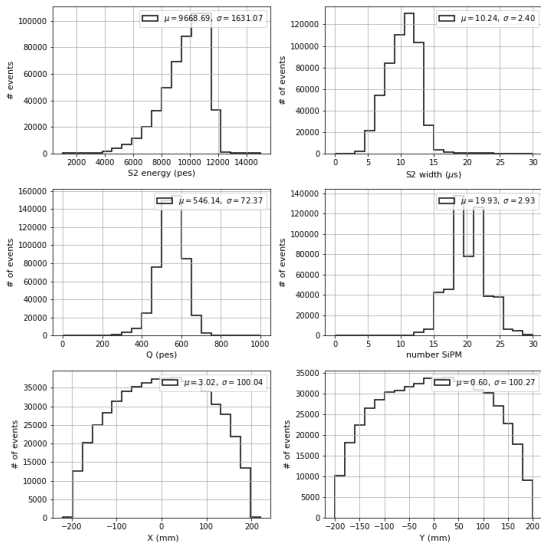 μ = 9668.69, σ = 1631.07
100000
80000
60000
40000
20000
0
# events
2000 4000 6000 8000 10000 12000 14000
S2 energy (pes)
μ = 10.24, σ = 2.40
120000
100000
80000
60000
40000
20000
0
# of events
0 5 10 15 20 25 30
S2 width (μs)
μ = 546.14, σ = 72.37
160000
140000
120000
100000
80000
60000
40000
20000
0
# of events
0 200 400 600 800 1000
Q (pes)
μ = 19.93, σ = 2.93
140000
120000
100000
80000
60000
40000
20000
0
# of events
0 5 10 15 20 25 30
number SiPM
μ = 3.02, σ = 100.04
35000
30000
25000
20000
15000
10000
5000
0
# of events
−200 −100 0 100 200
X (mm)
μ = 0.60, σ = 100.27
35000
30000
25000
20000
15000
10000
5000
0
# of events
−200 −150 −100 −50 0 50 100 150 200
Y (mm)